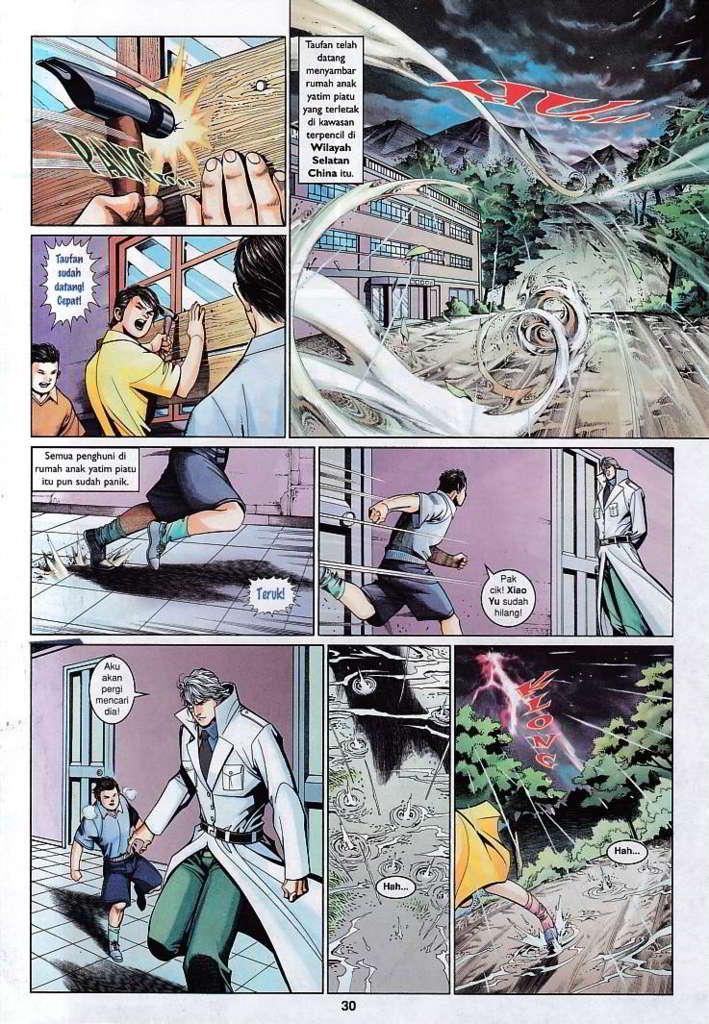 PANG...
Taufan telah
datang
menyambar
rumah anak
yatim piatu
yang terletak
di kawasan
terpencil di
Wilayah
Selatan
China itu.
HUU...
Taufan
sudah
datang!
Cepat!
Semua penghuni di
rumah anak yatim piatu
itu pun sudah panik.
Teruk!
Pak
cik! Xiao
Yu sudah
hilang!
Aku
akan
pergi
mencari
dia!
Hah...
KLONG
Hah...
30